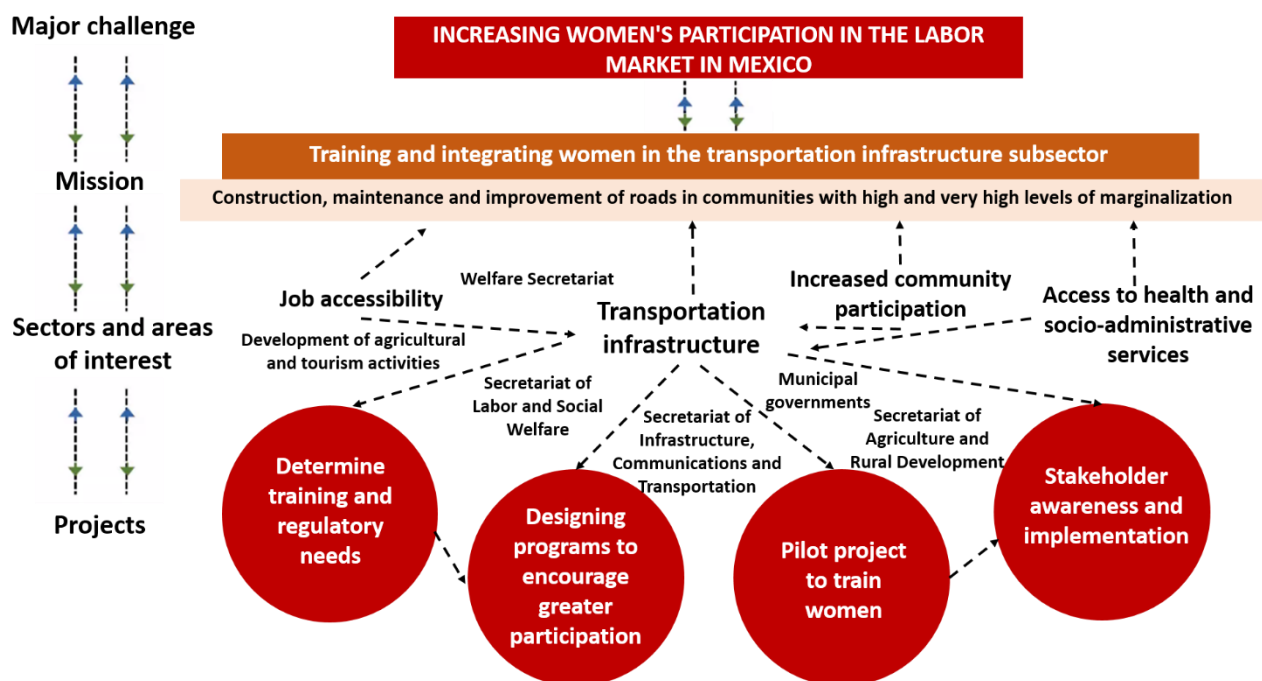 Major challenge
INCREASING WOMEN'S PARTICIPATION IN THE LABOR
MARKET IN MEXICO
Training and integrating women in the transportation infrastructure subsector
Mission
Construction, maintenance and improvement of roads in communities with high and very high levels of marginalization
Welfare Secretariat
Job accessibility
Increased community
participation
Access to health and
socio-administrative
services
Transportation
infrastructure
Sectors and areas
of interest
Development of agricultural
and tourism activities
Secretariat of
Labor and Social
Welfare
Municipal
governments
Secretariat of
Infrastructure,
Communications and
Transportation
Secretariat of
Agriculture and
Rural Development
Projects
Determine
training and
regulatory
needs
Designing
programs to
encourage
greater
participation
Pilot project
to train
women
Stakeholder
awareness and
implementation